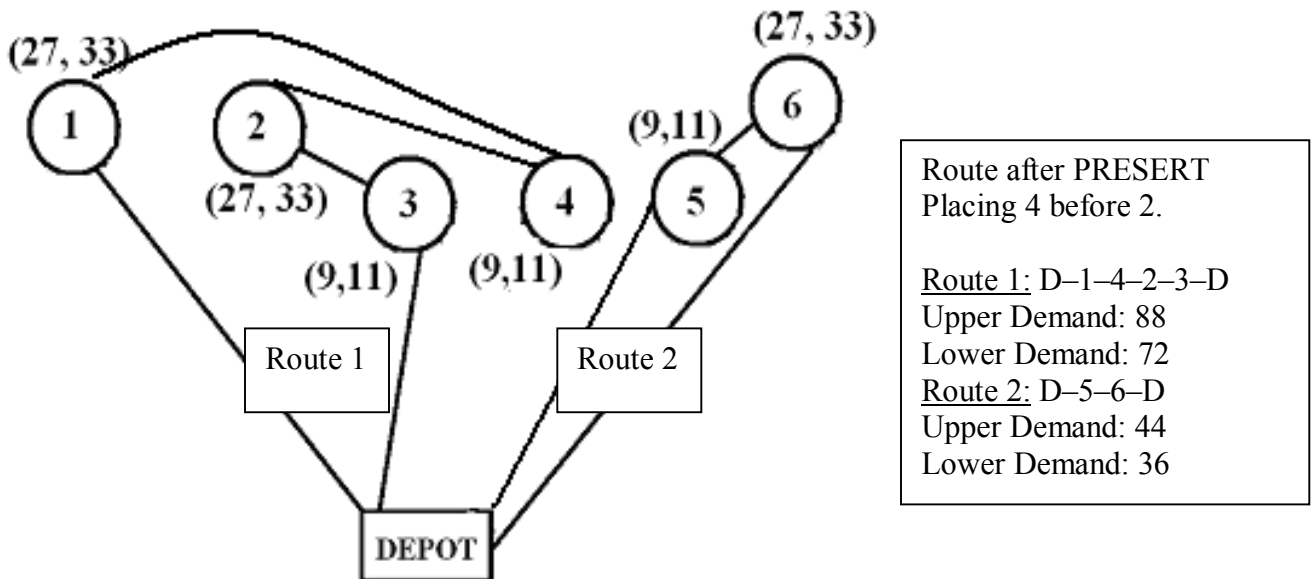 (27, 33)
1
2
(27, 33)
3
(9,11)
4
(9,11)
(9,11)
5
(27, 33)
6
Route 1
Route 2
DEPOT
Route after PRESERT
Placing 4 before 2.
Route 1: D–1–4–2–3–D
Upper Demand: 88
Lower Demand: 72
Route 2: D–5–6–D
Upper Demand: 44
Lower Demand: 36